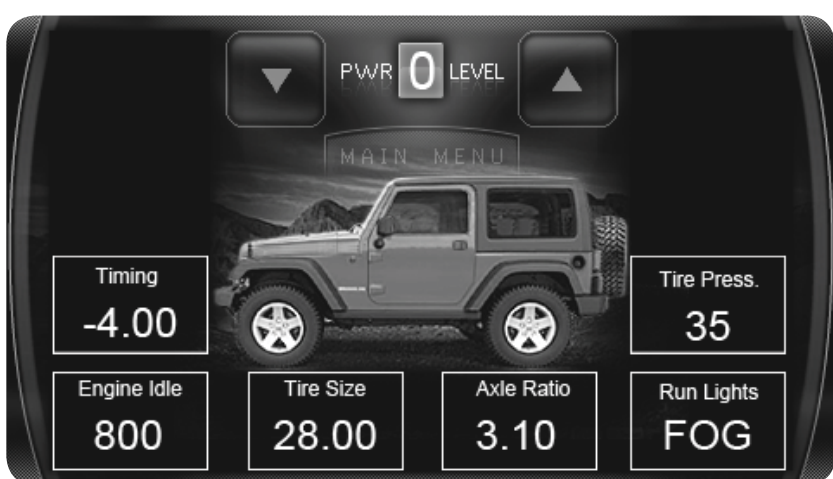 PWR 0 LEVEL
MAIN MENU
Timing
-4.00
Tire Press.
35
Engine Idle
800
Tire Size
28.00
Axle Ratio
3.10
Run Lights
FOG